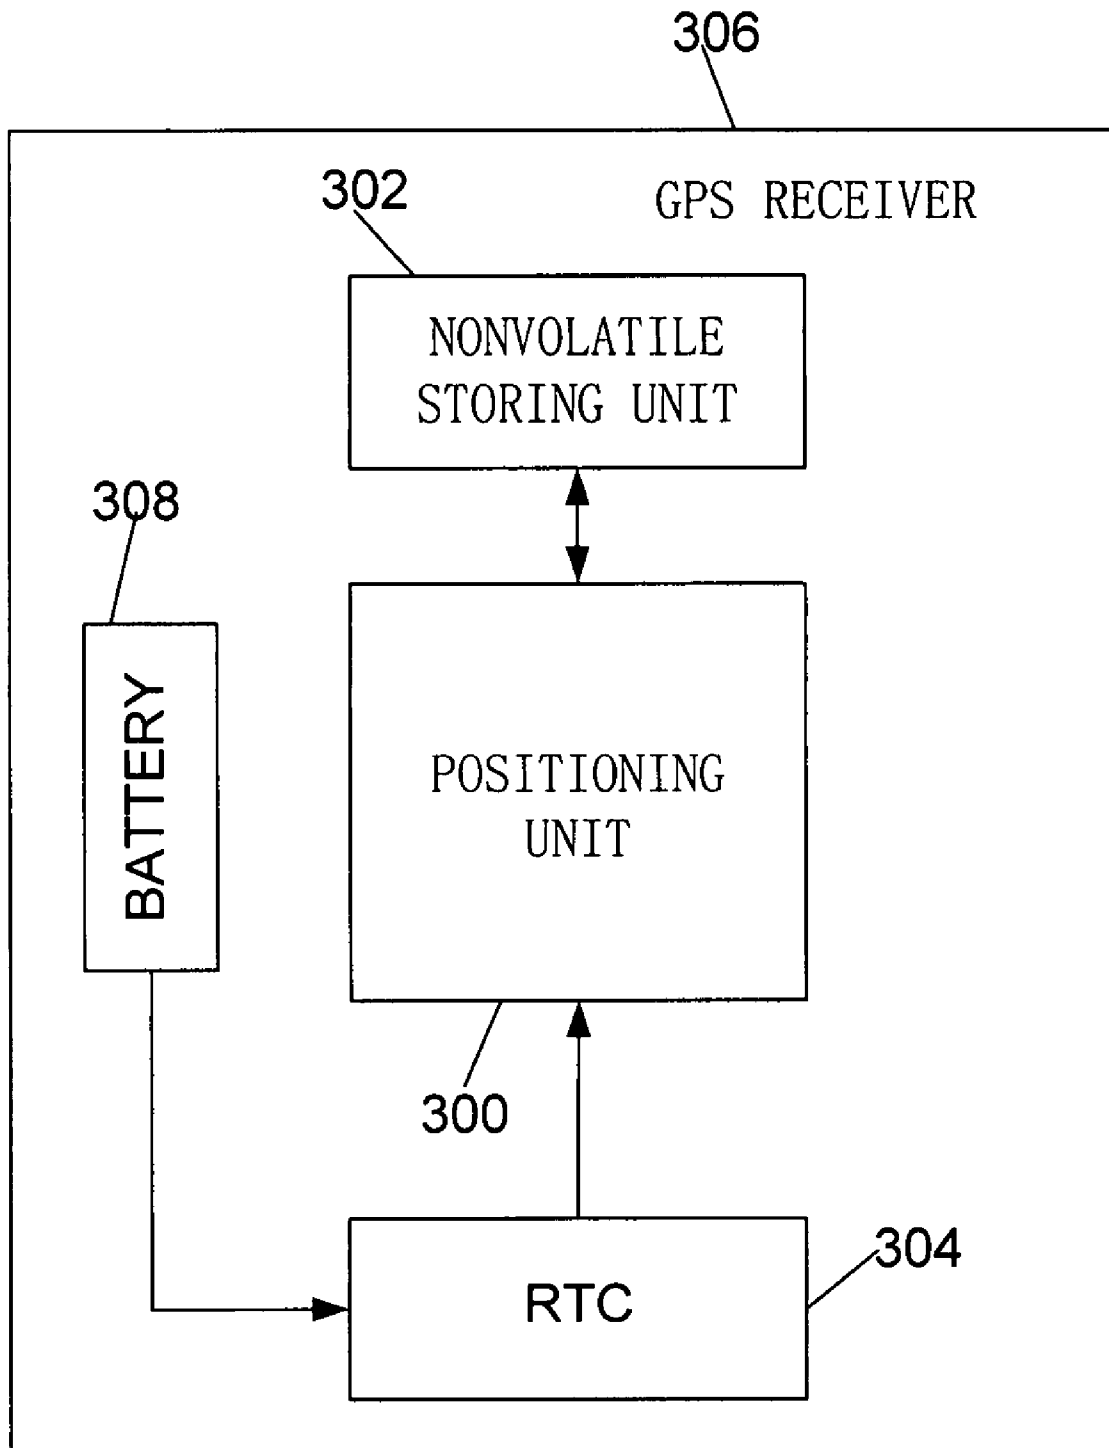 306
302
GPS RECEIVER
NONVOLATILE
STORING UNIT
308
BATTERY
POSITIONING
UNIT
300
304
RTC